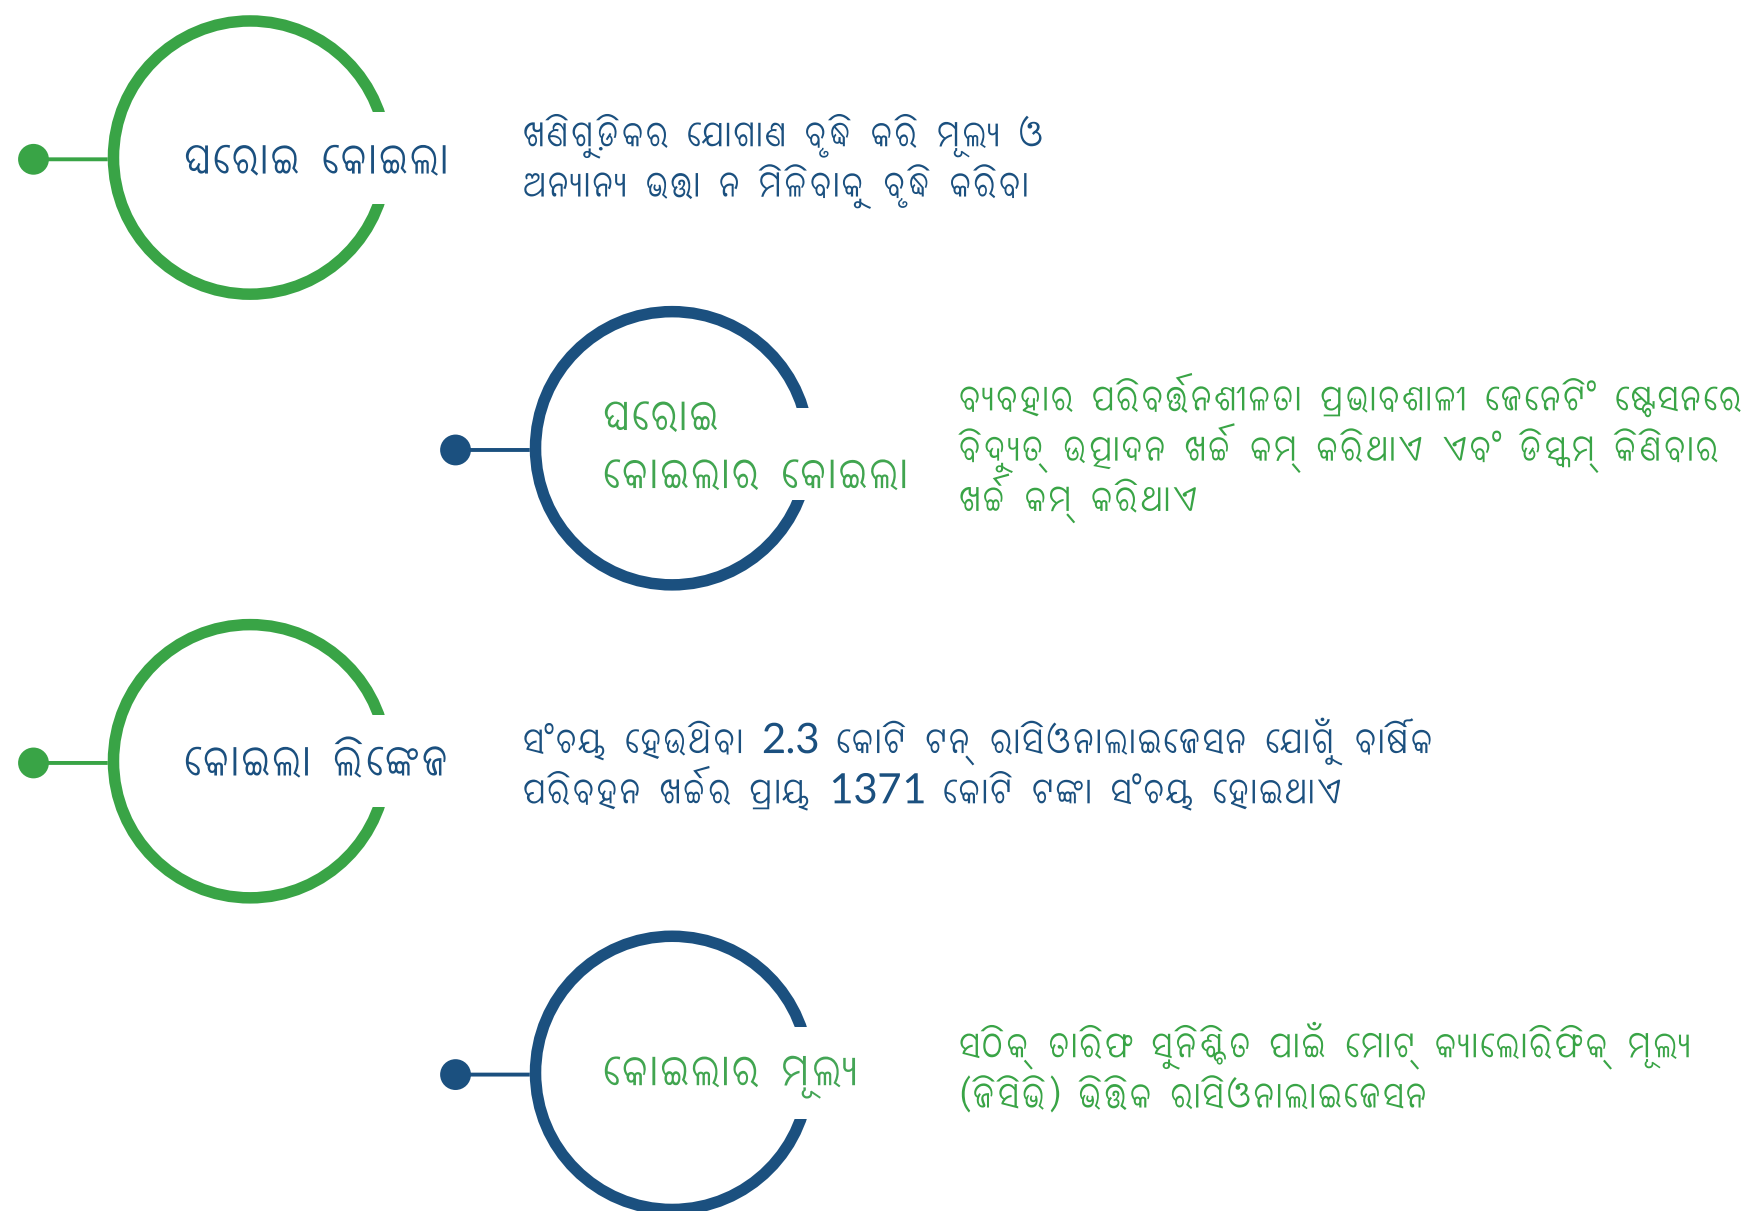 ଘରୋଇ କୋଇଲା
ଖଣିଗୁଡ଼ିକର ଯୋଗାଣ ବୃଦ୍ଧି କରି ମୂଲ୍ୟ ଓ
ଅନ୍ୟାନ୍ୟ ଭତ୍ତା ନ ମିଳିବାକୁ ବୃଦ୍ଧି କରିବା
ଘରୋଇ
କୋଇଲାର କୋଇଲା
ବ୍ୟବହାର ପରିବର୍ତ୍ତନଶୀଳତା ପ୍ରଭାବଶାଳୀ ଜେନେଟିଂ ଷ୍ଟେସନରେ
ବିଦ୍ୟୁତ୍ ଉତ୍ପାଦନ ଖର୍ଚ୍ଚ କମ୍ କରିଥାଏ ଏବଂ ଡିସ୍କମ୍ କିଣିବାର
ଖର୍ଚ୍ଚ କମ୍ କରିଥାଏ
କୋଇଲା ଲିଙ୍କେଜ
ସଂଚୟ ହେଉଥିବା 2.3 କୋଟି ଟନ୍ ରାସିଓନାଲାଇଜେସନ ଯୋଗୁଁ ବାର୍ଷିକ
ପରିବହନ ଖର୍ଚ୍ଚର ପ୍ରାୟ 1371 କୋଟି ଟଙ୍କା ସଂଚୟ ହୋଇଥାଏ
କୋଇଲାର ମୂଲ୍ୟ
ସଠିକ୍ ତାରିଫ ସୁନିଶ୍ଚିତ ପାଇଁ ମୋଟ୍ କ୍ୟାଲୋରିଫିକ୍ ମୂଲ୍ୟ
(ଜିସିଭି) ଭିତ୍ତିକ ରାସିଓନାଲାଇଜେସନ